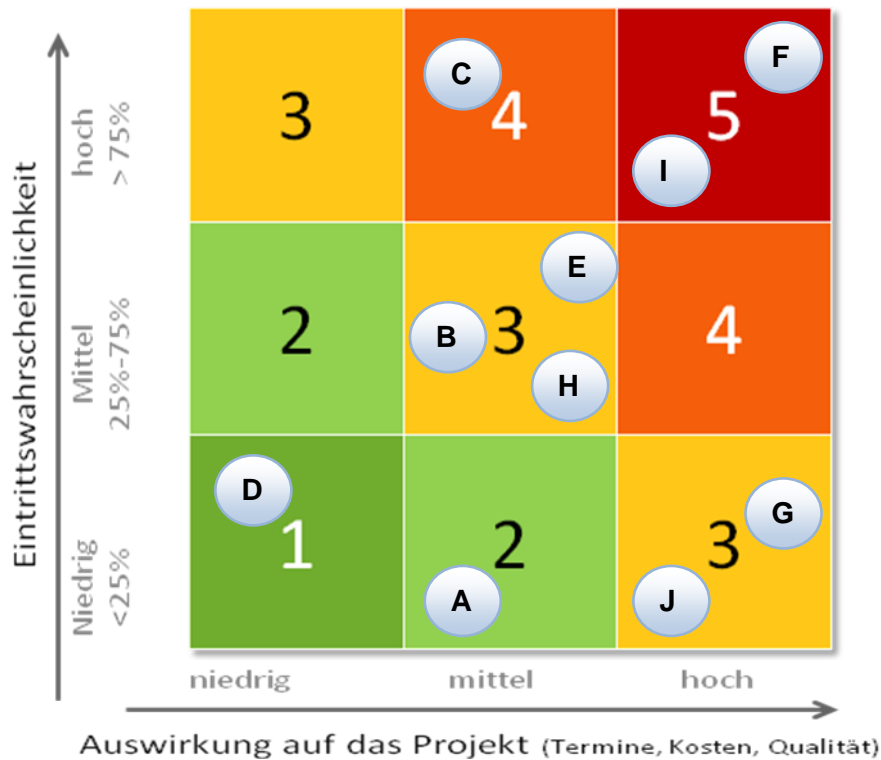 Eintrittswahrscheinlichkeit
hoch
> 75%
Mittel
25%-75%
Niedrig
<25%
3
C
4
F
5
I
2
E
B
3
H
4
D
1
2
A
G
3
J
niedrig
mittel
hoch
Auswirkung auf das Projekt (Termine, Kosten, Qualität)